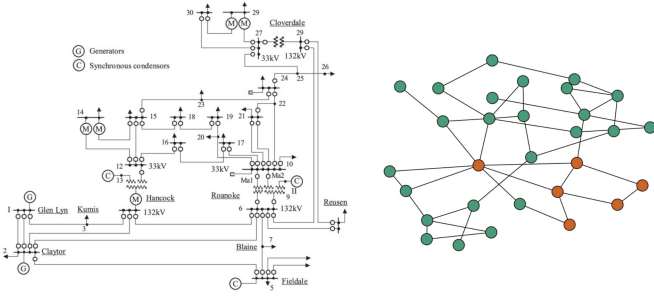 30
29
Cloverdale
M M
27
29
33kV
132kV
G Generators
C Synchronous condensors
26
24
25
23
22
14
M M
15
18
19
21
20
16
17
12
33kV
33kV
10
C
13
Ma1
Ma2
C
II
9
M
Hancock
Roanoke
G
1
Glen Lyn
Kumis
132kV
6
132kV
Reusen
3
2
Claytor
Blaine
7
G
C
Fieldale
5